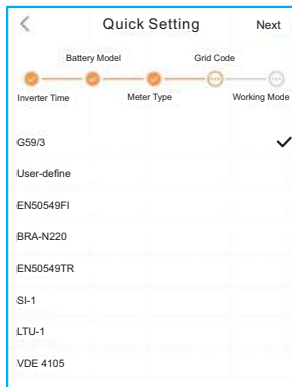 Quick Setting Next
Battery Model Grid Code
Inverter Time Meter Type Working Mode
G59/3
User-define
EN50549FI
BRA-N220
EN50549TR
SI-1
LTU-1
VDE 4105